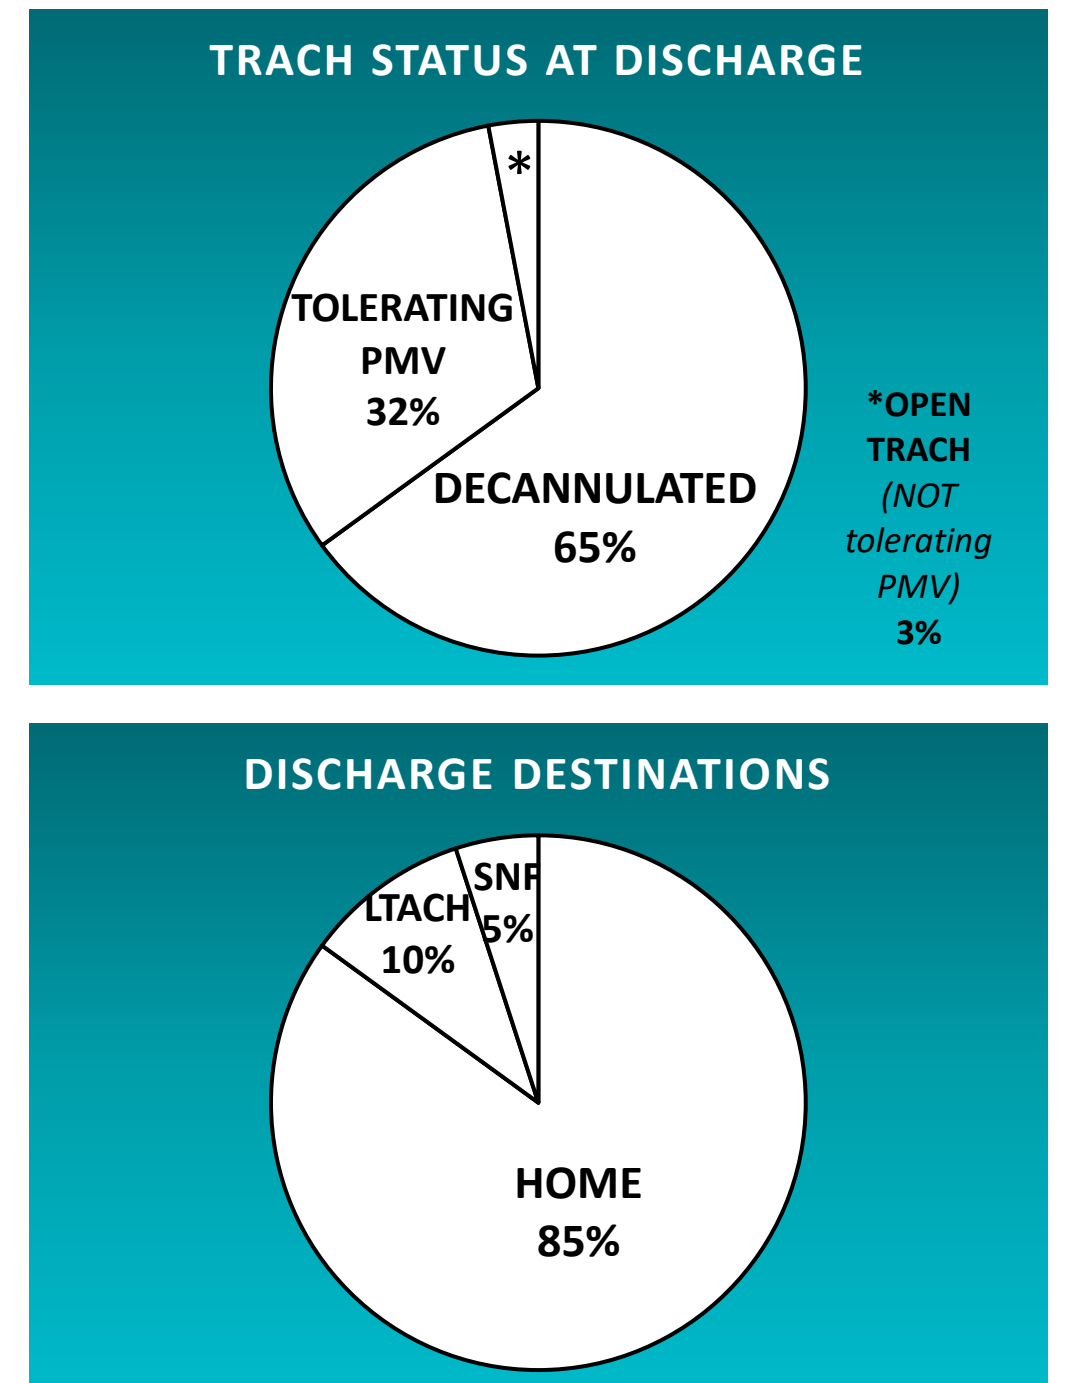 TRACH STATUS AT DISCHARGE
*
TOLERATING
PMV
32%
DECANNULATED
65%
*OPEN
TRACH
(NOT
tolerating
PMV)
3%
DISCHARGE DESTINATIONS
SNF
5%
LTACH
10%
HOME
85%